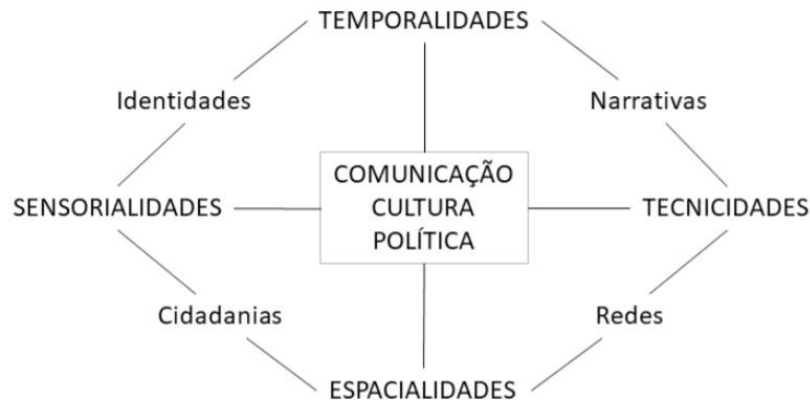 TEMPORALIDADES
Identidades
Narrativas
COMUNICAÇÃO
CULTURA
POLÍTICA
SENSORIALIDADES
TECNICIDADES
Cidadanias
Redes
ESPACIALIDADES